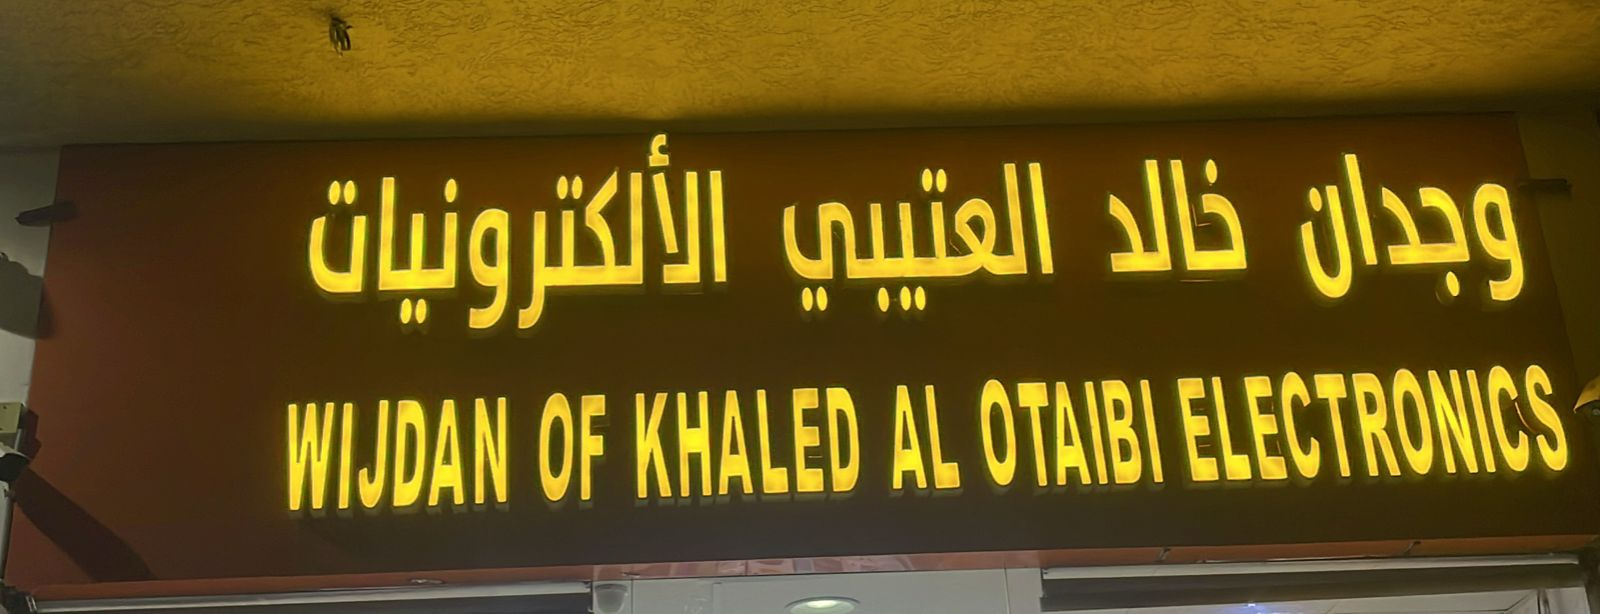 وجدان خالد العتيبي الألكترونيات
WIJDAN OF KHALED AL OTAIBI ELECTRONICS